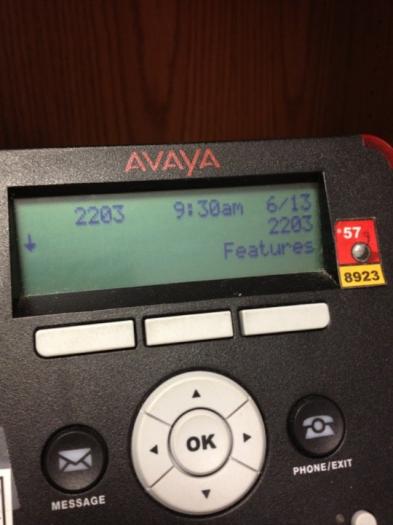 AVAYA
2203 9:30am 6/13
2203
Features
*57
8923
OK
MESSAGE
PHONE/EXIT